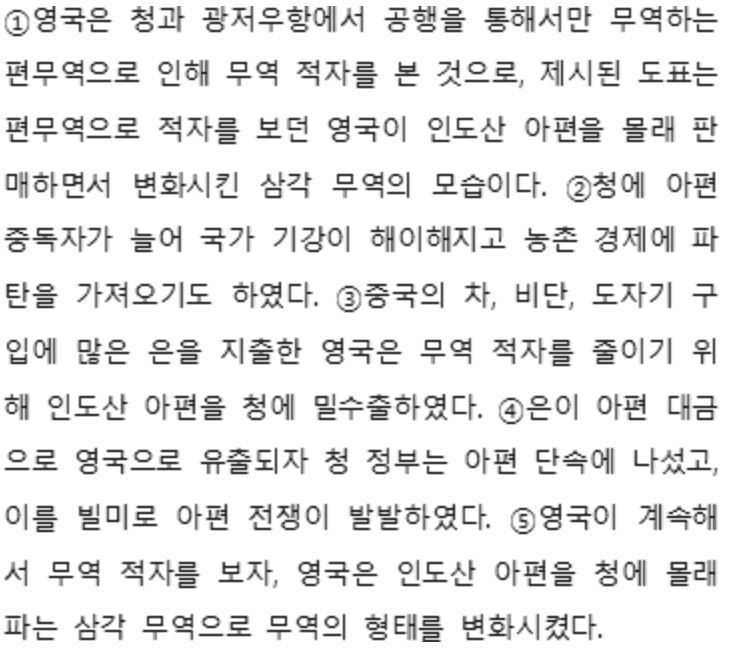 ①영국은 청과 광저우항에서 공행을 통해서만 무역하는
편무역으로 인해 무역 적자를 본 것으로, 제시된 도표는
편무역으로 적자를 보던 영국이 인도산 아편을 몰래 판
매하면서 변화시킨 삼각 무역의 모습이다. ②청에 아편
중독자가 늘어 국가 기강이 해이해지고 농촌 경제에 파
탄을 가져오기도 하였다. ③중국의 차, 비단, 도자기 구
입에 많은 은을 지출한 영국은 무역 적자를 줄이기 위
해 인도산 아편을 청에 밀수출하였다. ④은이 아편 대금
으로 영국으로 유출되자 청 정부는 아편 단속에 나섰고,
이를 빌미로 아편 전쟁이 발발하였다. ⑤영국이 계속해
서 무역 적자를 보자, 영국은 인도산 아편을 청에 몰래
파는 삼각 무역으로 무역의 형태를 변화시켰다.